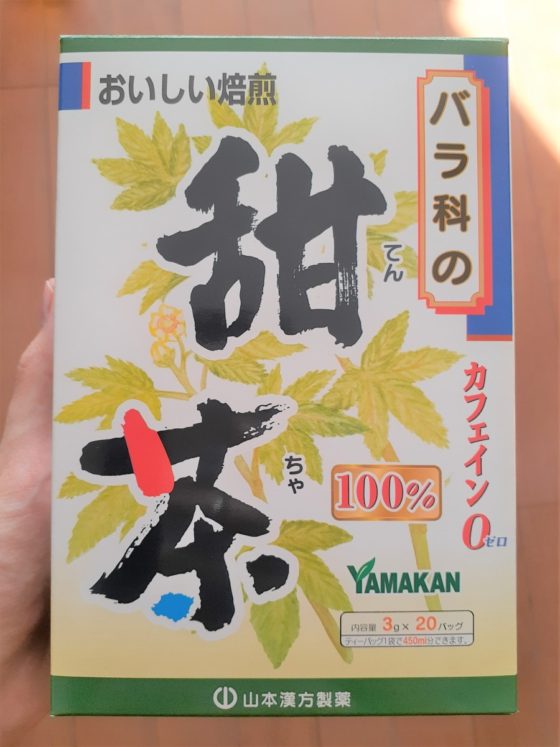 おいしい焙煎
バラ科の
甜
てん
茶
ちゃ
カフェイン0
ゼロ
100%
YAMAKAN
内容量 3g×20バッグ
ティーバッグ1袋で450ml分できます。
山本漢方製薬